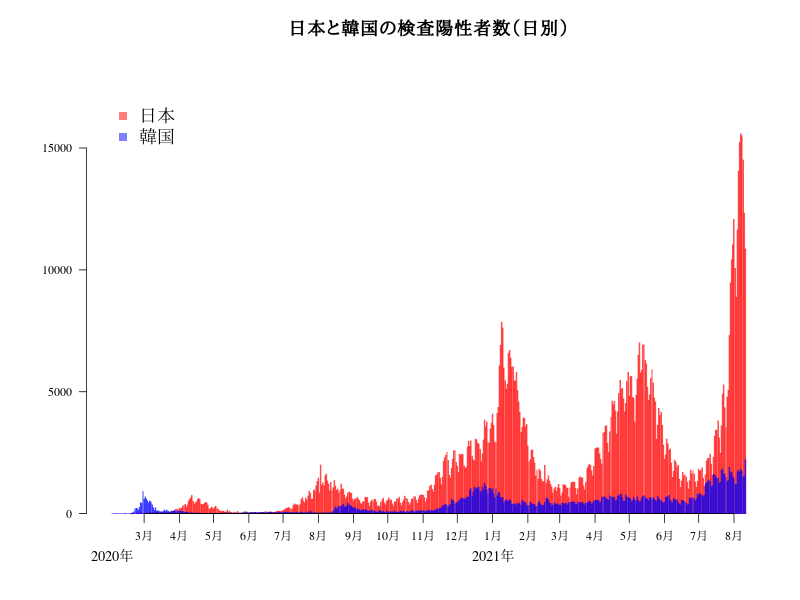 日本と韓国の検査陽性者数（日別）
日本
韓国
15000
10000
5000
0
3月 4月 5月 6月 7月 8月 9月 10月 11月 12月 1月 2月 3月 4月 5月 6月 7月 8月
2020年 2021年